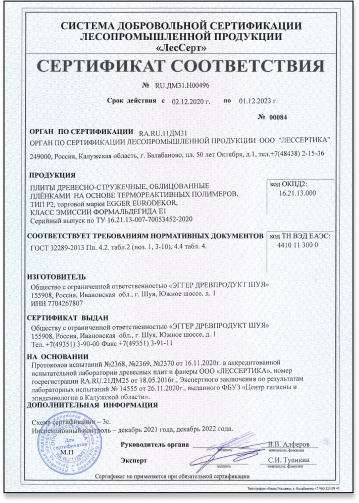 СИСТЕМА ДОБРОВОЛЬНОЙ СЕРТИФИКАЦИИ
ЛЕСОПРОМЫШЛЕННОЙ ПРОДУКЦИИ
«ЛесСерт»
СЕРТИФИКАТ СООТВЕТСТВИЯ
№ RU.ДМ31.Н00496
Срок действия с 02.12.2020 г. по 01.12.2023 г.
№ 00084
ОРГАН ПО СЕРТИФИКАЦИИ RA.RU.11ДМ31
ОРГАН ПО СЕРТИФИКАЦИИ ЛЕСОПРОМЫШЛЕННОЙ ПРОДУКЦИИ ООО "ЛЕССЕРТИКА"
249000, Россия, Калужская область, г. Балабаново, ул. 50 лет Октября, д.1, тел.+7(48438) 2-15-36
ПРОДУКЦИЯ
ПЛИТЫ ДРЕВЕСНО-СТРУЖЕЧНЫЕ, ОБЛИЦОВАННЫЕ
ПЛЁНКАМИ НА ОСНОВЕ ТЕРМОРЕАКТИВНЫХ ПОЛИМЕРОВ,
ТИП Р2, торговой марки EGGER EURODEKOR,
КЛАСС ЭМИССИИ ФОРМАЛЬДЕГИДА Е1
Серийный выпуск по ТУ 16.21.13-007-70053452-2020
код ОКПД2:
16.21.13.000
СООТВЕТСТВУЕТ ТРЕБОВАНИЯМ НОРМАТИВНЫХ ДОКУМЕНТОВ
ГОСТ 32289-2013 Пп. 4.2. табл.2 (поз. 1, 3-10), 4.4 табл. 4.
код ТН ВЭД ЕАЭС:
4410 11 300 0
ИЗГОТОВИТЕЛЬ
Общество с ограниченной ответственностью «ЭГГЕР ДРЕВПРОДУКТ ШУЯ»
155908, Россия, Ивановская обл., г. Шуя, Южное шоссе, д. 1
ИНН 7704267807
СЕРТИФИКАТ ВЫДАН
Общество с ограниченной ответственностью «ЭГГЕР ДРЕВПРОДУКТ ШУЯ»
155908, Россия, Ивановская обл., г. Шуя, Южное шоссе, д. 1
Тел. +7(49351) 3-90-00 Факс +7(49351) 3-91-11
НА ОСНОВАНИИ
Протоколов испытаний №2368, №2369, №2370 от 16.11.2020г. в аккредитованной
испытательной лаборатории древесных плит и фанеры ООО «ЛЕССЕРТИКА», номер
госрегистрации RA.RU.21ДМ25 от 18.05.2016г., Экспертного заключения по результатам
лабораторных испытаний № 14555 от 26.11.2020г., выданного ФБУЗ «Центр гигиены и
эпидемиологии в Калужской области».
ДОПОЛНИТЕЛЬНАЯ ИНФОРМАЦИЯ
Схема сертификации – 3с.
Инспекционный контроль – декабрь 2021 года, декабрь 2022 года.
Руководитель органа
В.П. Алферов
М.П
Эксперт
С.И. Тупикина
Сертификат не применяется при обязательной сертификации